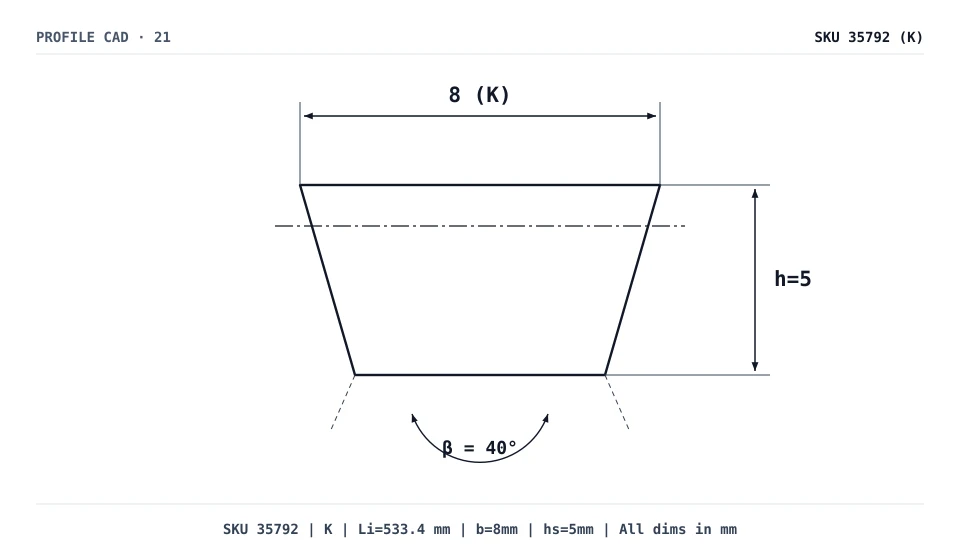 PROFILE CAD · 21
SKU 35792 (K)
8 (K)
h=5
β = 40°
SKU 35792 | K | Li=533.4 mm | b=8mm | hs=5mm | All dims in mm